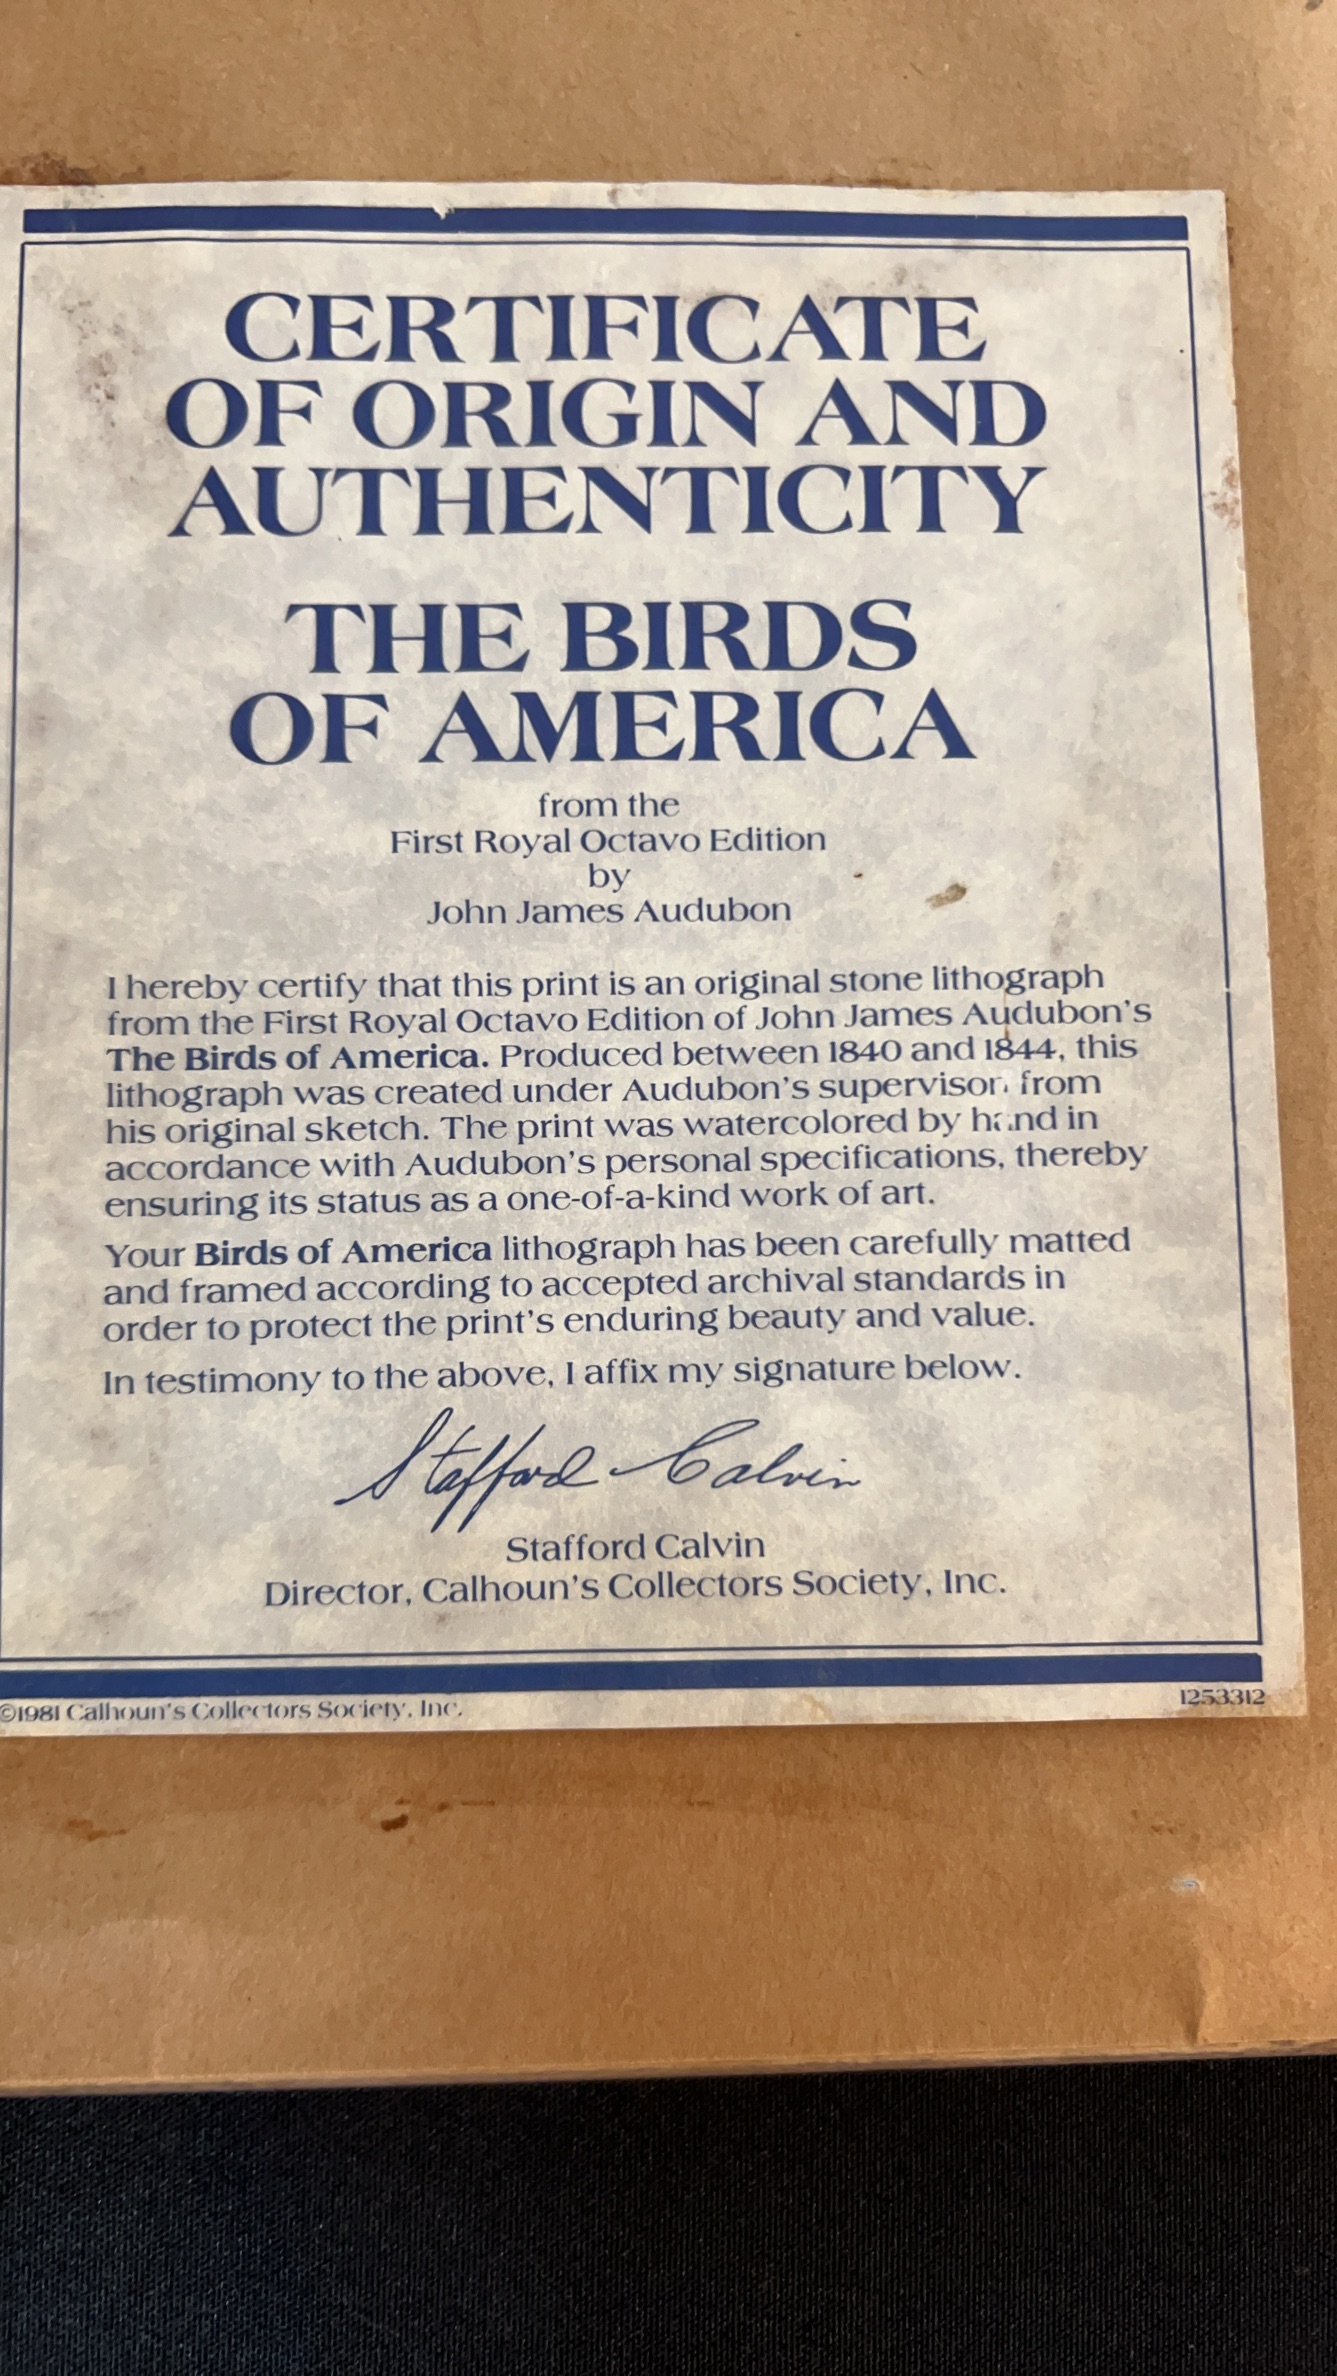 CERTIFICATE
OF ORIGIN AND
AUTHENTICITY
THE BIRDS
OF AMERICA
from the
First Royal Octavo Edition
by
John James Audubon
I hereby certify that this print is an original stone lithograph
from the First Royal Octavo Edition of John James Audubon's
The Birds of America. Produced between 1840 and 1844, this
lithograph was created under Audubon's supervision from
his original sketch. The print was watercolored by hand in
accordance with Audubon's personal specifications, thereby
ensuring its status as a one-of-a-kind work of art.
Your Birds of America lithograph has been carefully matted
and framed according to accepted archival standards in
order to protect the print's enduring beauty and value.
In testimony to the above, I affix my signature below.
Stafford Calvin
Stafford Calvin
Director, Calhoun's Collectors Society, Inc.
©1981 Calhoun's Collectors Society, Inc.
1253312